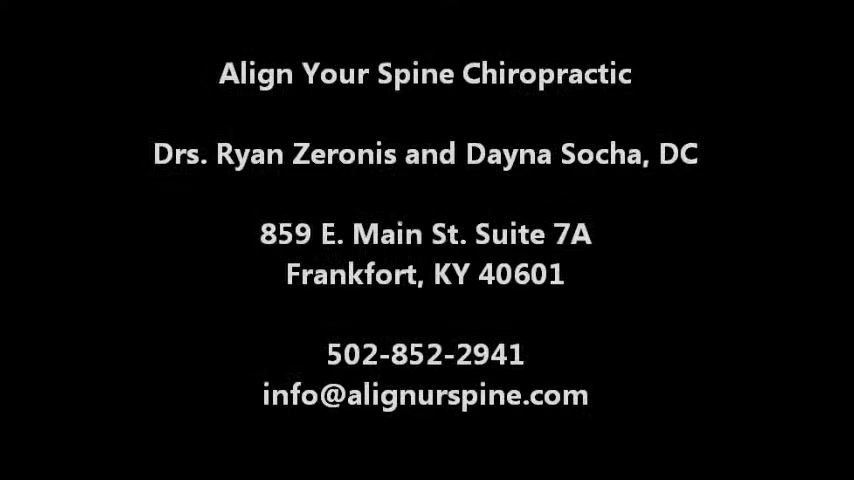 Align Your Spine Chiropractic
Drs. Ryan Zeronis and Dayna Socha, DC
859 E. Main St. Suite 7A
Frankfort, KY 40601
502-852-2941
info@alignurspine.com